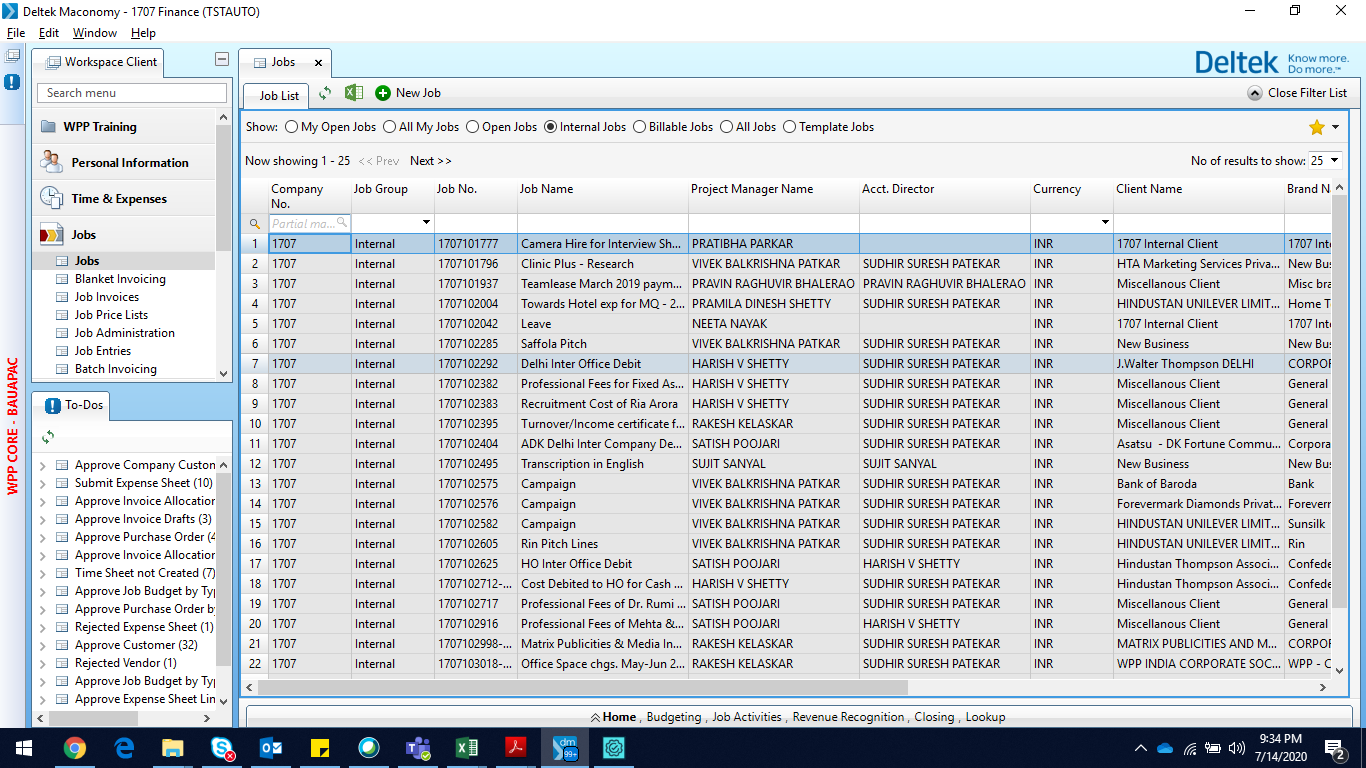 Deltek Maconomy - 1707 Finance (TSTAUTO)
File Edit Window Help
Workspace Client
Search menu
WPP Training
Personal Information
Time & Expenses
Jobs
Jobs
Blanket Invoicing
Job Invoices
Job Price Lists
Job Administration
Job Entries
Batch Invoicing
WPP CORE - BAUAPAC
To-Dos
Approve Company Custon
Submit Expense Sheet (10)
Approve Invoice Allocation
Approve Invoice Drafts (3)
Approve Purchase Order (4
Approve Invoice Allocation
Time Sheet not Created (7)
Approve Job Budget by Typ
Approve Purchase Order by
Rejected Expense Sheet (1)
Approve Customer (32)
Rejected Vendor (1)
Approve Job Budget by Typ
Approve Expense Sheet Lin
Jobs
Deltek Know more. Do more.™
Job List New Job Close Filter List
Show: My Open Jobs All My Jobs Open Jobs Internal Jobs Billable Jobs All Jobs Template Jobs
Now showing 1 - 25 << Prev Next >> No of results to show: 25
Company No. Job Group Job No. Job Name Project Manager Name Acct. Director Currency Client Name Brand N
Partial ma...
1 1707 Internal 1707101777 Camera Hire for Interview Sh... PRATIBHA PARKAR INR 1707 Internal Client 1707 Int
2 1707 Internal 1707101796 Clinic Plus - Research VIVEK BALKRISHNA PATKAR SUDHIR SURESH PATEKAR INR HTA Marketing Services Priva... New Bus
3 1707 Internal 1707101937 Teamlease March 2019 paym... PRAVIN RAGHUVIR BHALERAO PRAVIN RAGHUVIR BHALERAO INR Miscellanous Client Misc bra
4 1707 Internal 1707102004 Towards Hotel exp for MQ - 2... PRAMILA DINESH SHETTY SUDHIR SURESH PATEKAR INR HINDUSTAN UNILEVER LIMIT... Home T
5 1707 Internal 1707102042 Leave NEETA NAYAK INR 1707 Internal Client 1707 Int
6 1707 Internal 1707102285 Saffola Pitch VIVEK BALKRISHNA PATKAR SUDHIR SURESH PATEKAR INR New Business New Bus
7 1707 Internal 1707102292 Delhi Inter Office Debit HARISH V SHETTY SUDHIR SURESH PATEKAR INR J.Walter Thompson DELHI CORPOF
8 1707 Internal 1707102382 Professional Fees for Fixed As... HARISH V SHETTY SUDHIR SURESH PATEKAR INR Miscellanous Client General
9 1707 Internal 1707102383 Recruitment Cost of Ria Arora HARISH V SHETTY SUDHIR SURESH PATEKAR INR Miscellanous Client General
10 1707 Internal 1707102395 Turnover/Income certificate f... RAKESH KELASKAR SUDHIR SURESH PATEKAR INR Miscellanous Client General
11 1707 Internal 1707102404 ADK Delhi Inter Company De... SATISH POOJARI SUDHIR SURESH PATEKAR INR Asatsu - DK Fortune Commu... Corpora
12 1707 Internal 1707102495 Transcription in English SUJIT SANYAL SUJIT SANYAL INR New Business New Bus
13 1707 Internal 1707102575 Campaign VIVEK BALKRISHNA PATKAR SUDHIR SURESH PATEKAR INR Bank of Baroda Bank
14 1707 Internal 1707102576 Campaign VIVEK BALKRISHNA PATKAR SUDHIR SURESH PATEKAR INR Forevermark Diamonds Privat... Foreverr
15 1707 Internal 1707102582 Campaign VIVEK BALKRISHNA PATKAR SUDHIR SURESH PATEKAR INR HINDUSTAN UNILEVER LIMIT... Sunsilk
16 1707 Internal 1707102605 Rin Pitch Lines VIVEK BALKRISHNA PATKAR SUDHIR SURESH PATEKAR INR HINDUSTAN UNILEVER LIMIT... Rin
17 1707 Internal 1707102625 HO Inter Office Debit SATISH POOJARI HARISH V SHETTY INR Hindustan Thompson Associ... Confede
18 1707 Internal 1707102712-... Cost Debited to HO for Cash ... HARISH V SHETTY SUDHIR SURESH PATEKAR INR Hindustan Thompson Associ... Confede
19 1707 Internal 1707102717 Professional Fees of Dr. Rumi ... SATISH POOJARI SUDHIR SURESH PATEKAR INR Miscellanous Client General
20 1707 Internal 1707102916 Professional Fees of Mehta &... SATISH POOJARI HARISH V SHETTY INR Miscellanous Client General
21 1707 Internal 1707102998-... Matrix Publicities & Media In... RAKESH KELASKAR SUDHIR SURESH PATEKAR INR MATRIX PUBLICITIES AND M... CORPOF
22 1707 Internal 1707103018-... Office Space chgs. May-Jun 2... RAKESH KELASKAR SUDHIR SURESH PATEKAR INR WPP INDIA CORPORATE SOC... WPP - C
Home , Budgeting , Job Activities , Revenue Recognition , Closing , Lookup
dm 99+
9:34 PM
7/14/2020
2